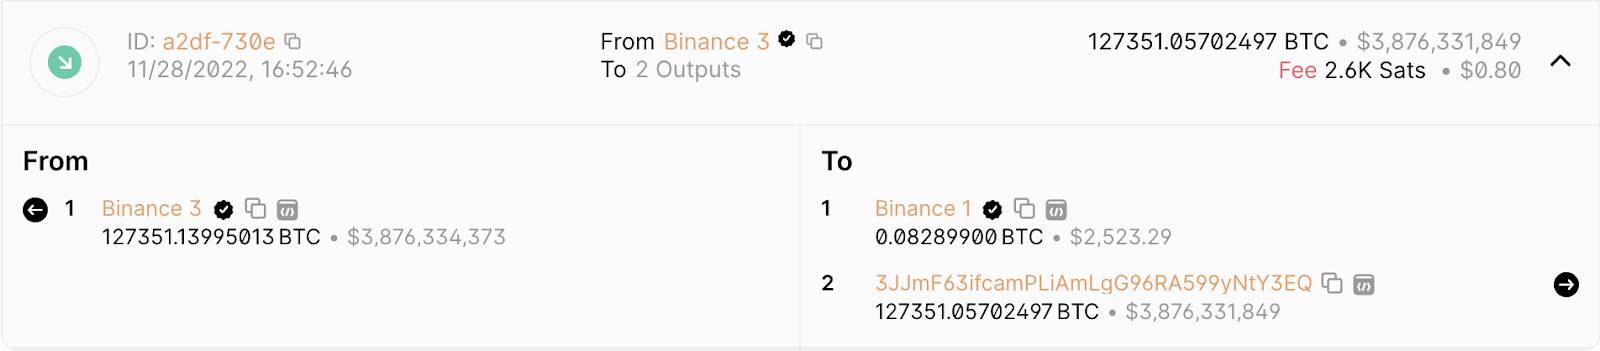 ID: a2df-730e
11/28/2022, 16:52:46
From Binance 3
To 2 Outputs
127351.05702497 BTC • $3,876,331,849
Fee 2.6K Sats • $0.80
From
1 Binance 3
127351.13995013 BTC • $3,876,334,373
To
1 Binance 1
0.08289900 BTC • $2,523.29
2 3JJmF63ifcamPLiAmLgG96RA599yNtY3EQ
127351.05702497 BTC • $3,876,331,849